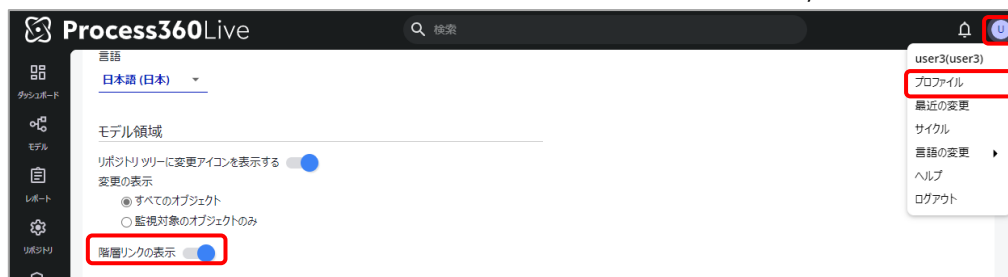 Process360Live
検索
U
ダッシュボード
モデル
レポート
リポジトリ
言語
日本語 (日本)
モデル領域
リポジトリ ツリーに変更アイコンを表示する
変更の表示
すべてのオブジェクト
監視対象のオブジェクトのみ
階層リンクの表示
user3(user3)
プロファイル
最近の変更
サイクル
言語の変更
ヘルプ
ログアウト